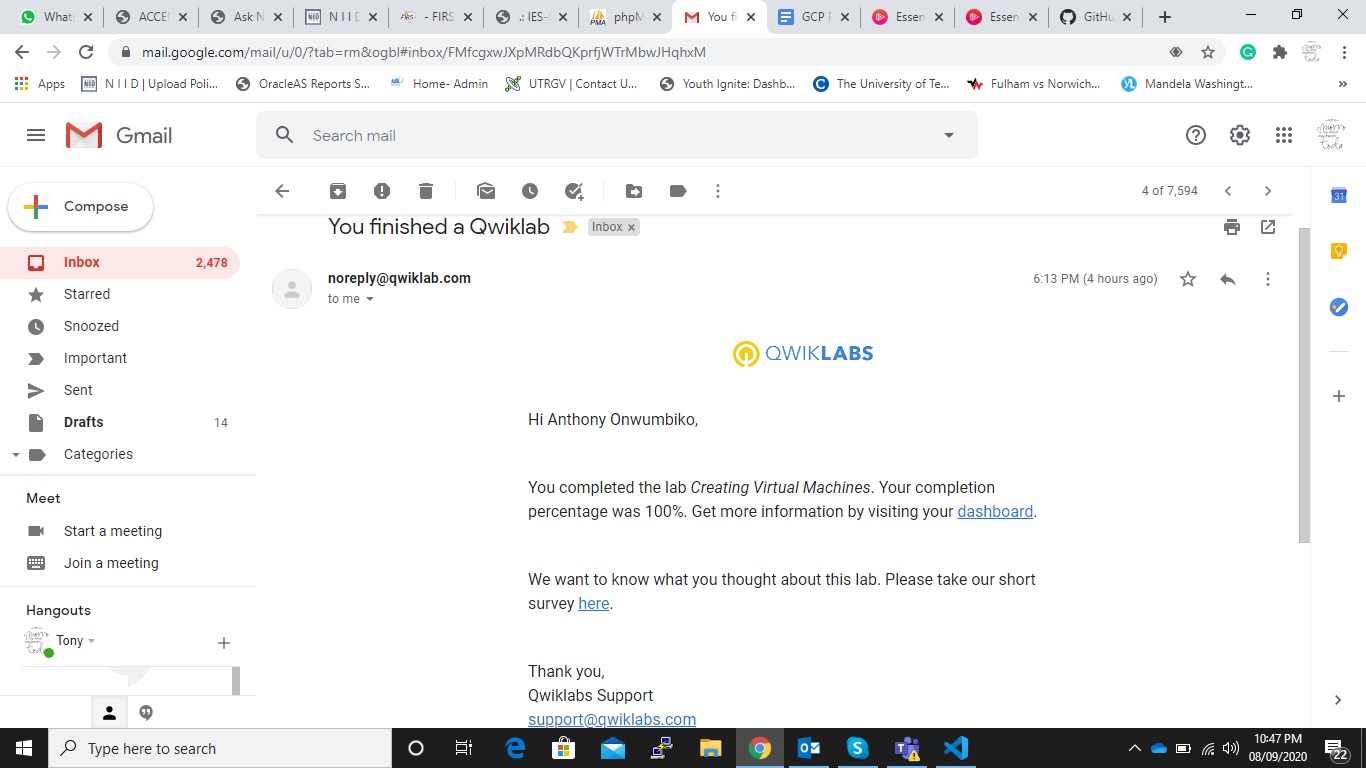 What:
ACCEI
Ask N
N I I D
- FIRS
.: IES-
phpM
You fi
GCP F
Essen
Essen
GitHu
mail.google.com/mail/u/0/?tab=rm&ogbl#inbox/FMfcgxwJXpMRdbQKprfjWTrMbwJHqhxM
Apps
N I I D | Upload Poli...
OracleAS Reports S...
Home- Admin
UTRGV | Contact U...
Youth Ignite: Dashb...
The University of Te...
Fulham vs Norwich...
Mandela Washingt...
»
Gmail
Search mail
Compose
4 of 7,594
31
You finished a Qwiklab
Inbox x
Inbox 2,478
Starred
Snoozed
Important
Sent
Drafts 14
Categories
Meet
Start a meeting
Join a meeting
Hangouts
Tony
noreply@qwiklab.com
6:13 PM (4 hours ago)
to me
QWIKLABS
Hi Anthony Onwumbiko,
You completed the lab Creating Virtual Machines. Your completion
percentage was 100%. Get more information by visiting your dashboard.
We want to know what you thought about this lab. Please take our short
survey here.
Thank you,
Qwiklabs Support
support@qwiklabs.com
Type here to search
10:47 PM
08/09/2020
22